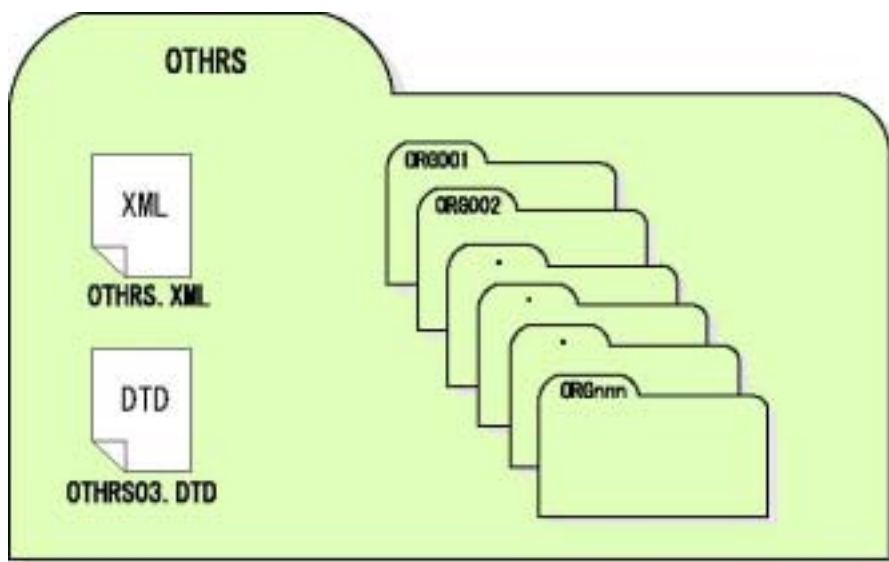 OTHRS
XML
OTHRS.XML
DTD
OTHRS03.DTD
ORG001
ORG002
・
・
・
ORGnnn